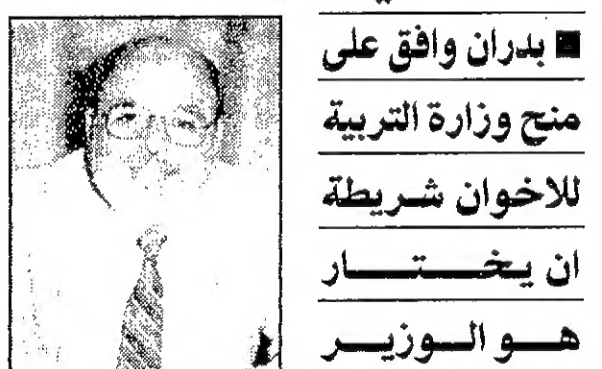 ■ بدران وافق على
منح وزارة التربية
للاخوان شريطة
ان يختار
هو الوزير